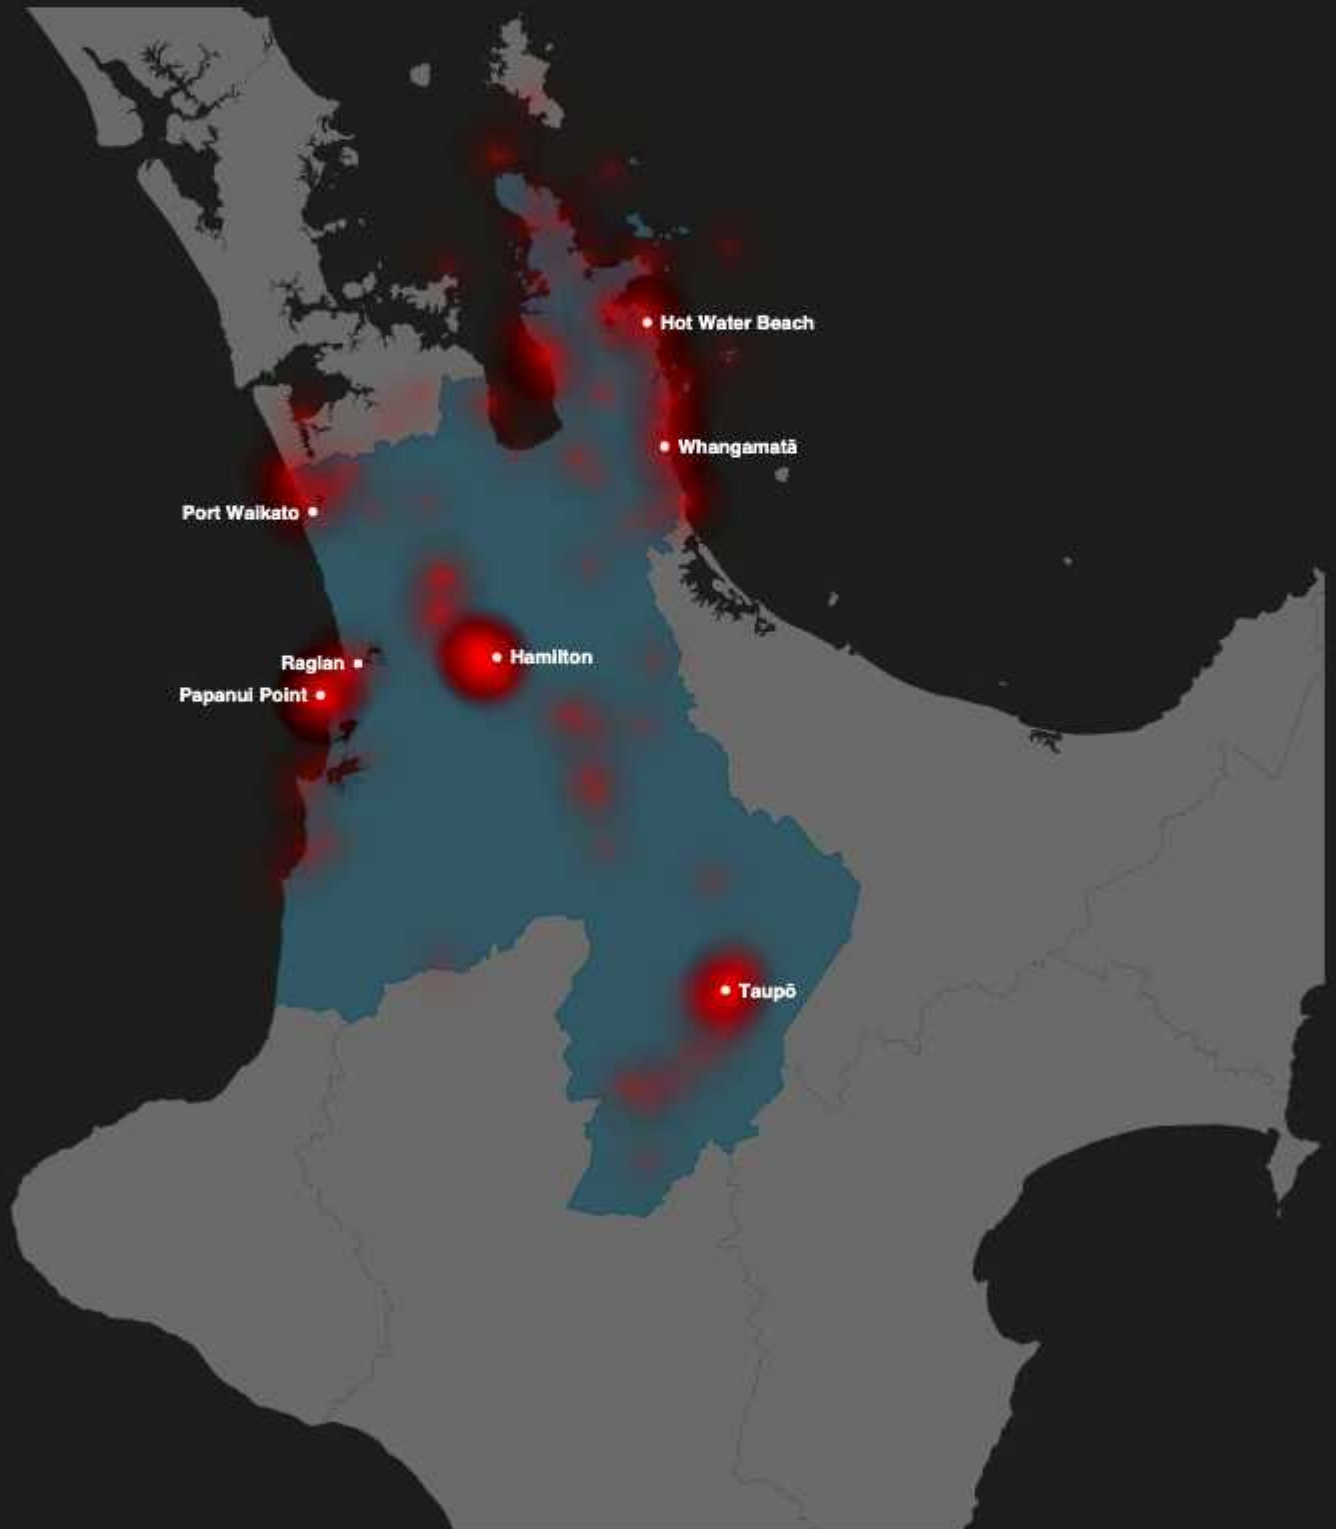 Hot Water Beach
Whangamatā
Port Waikato
Hamilton
Raglan
Papanui Point
Taupō